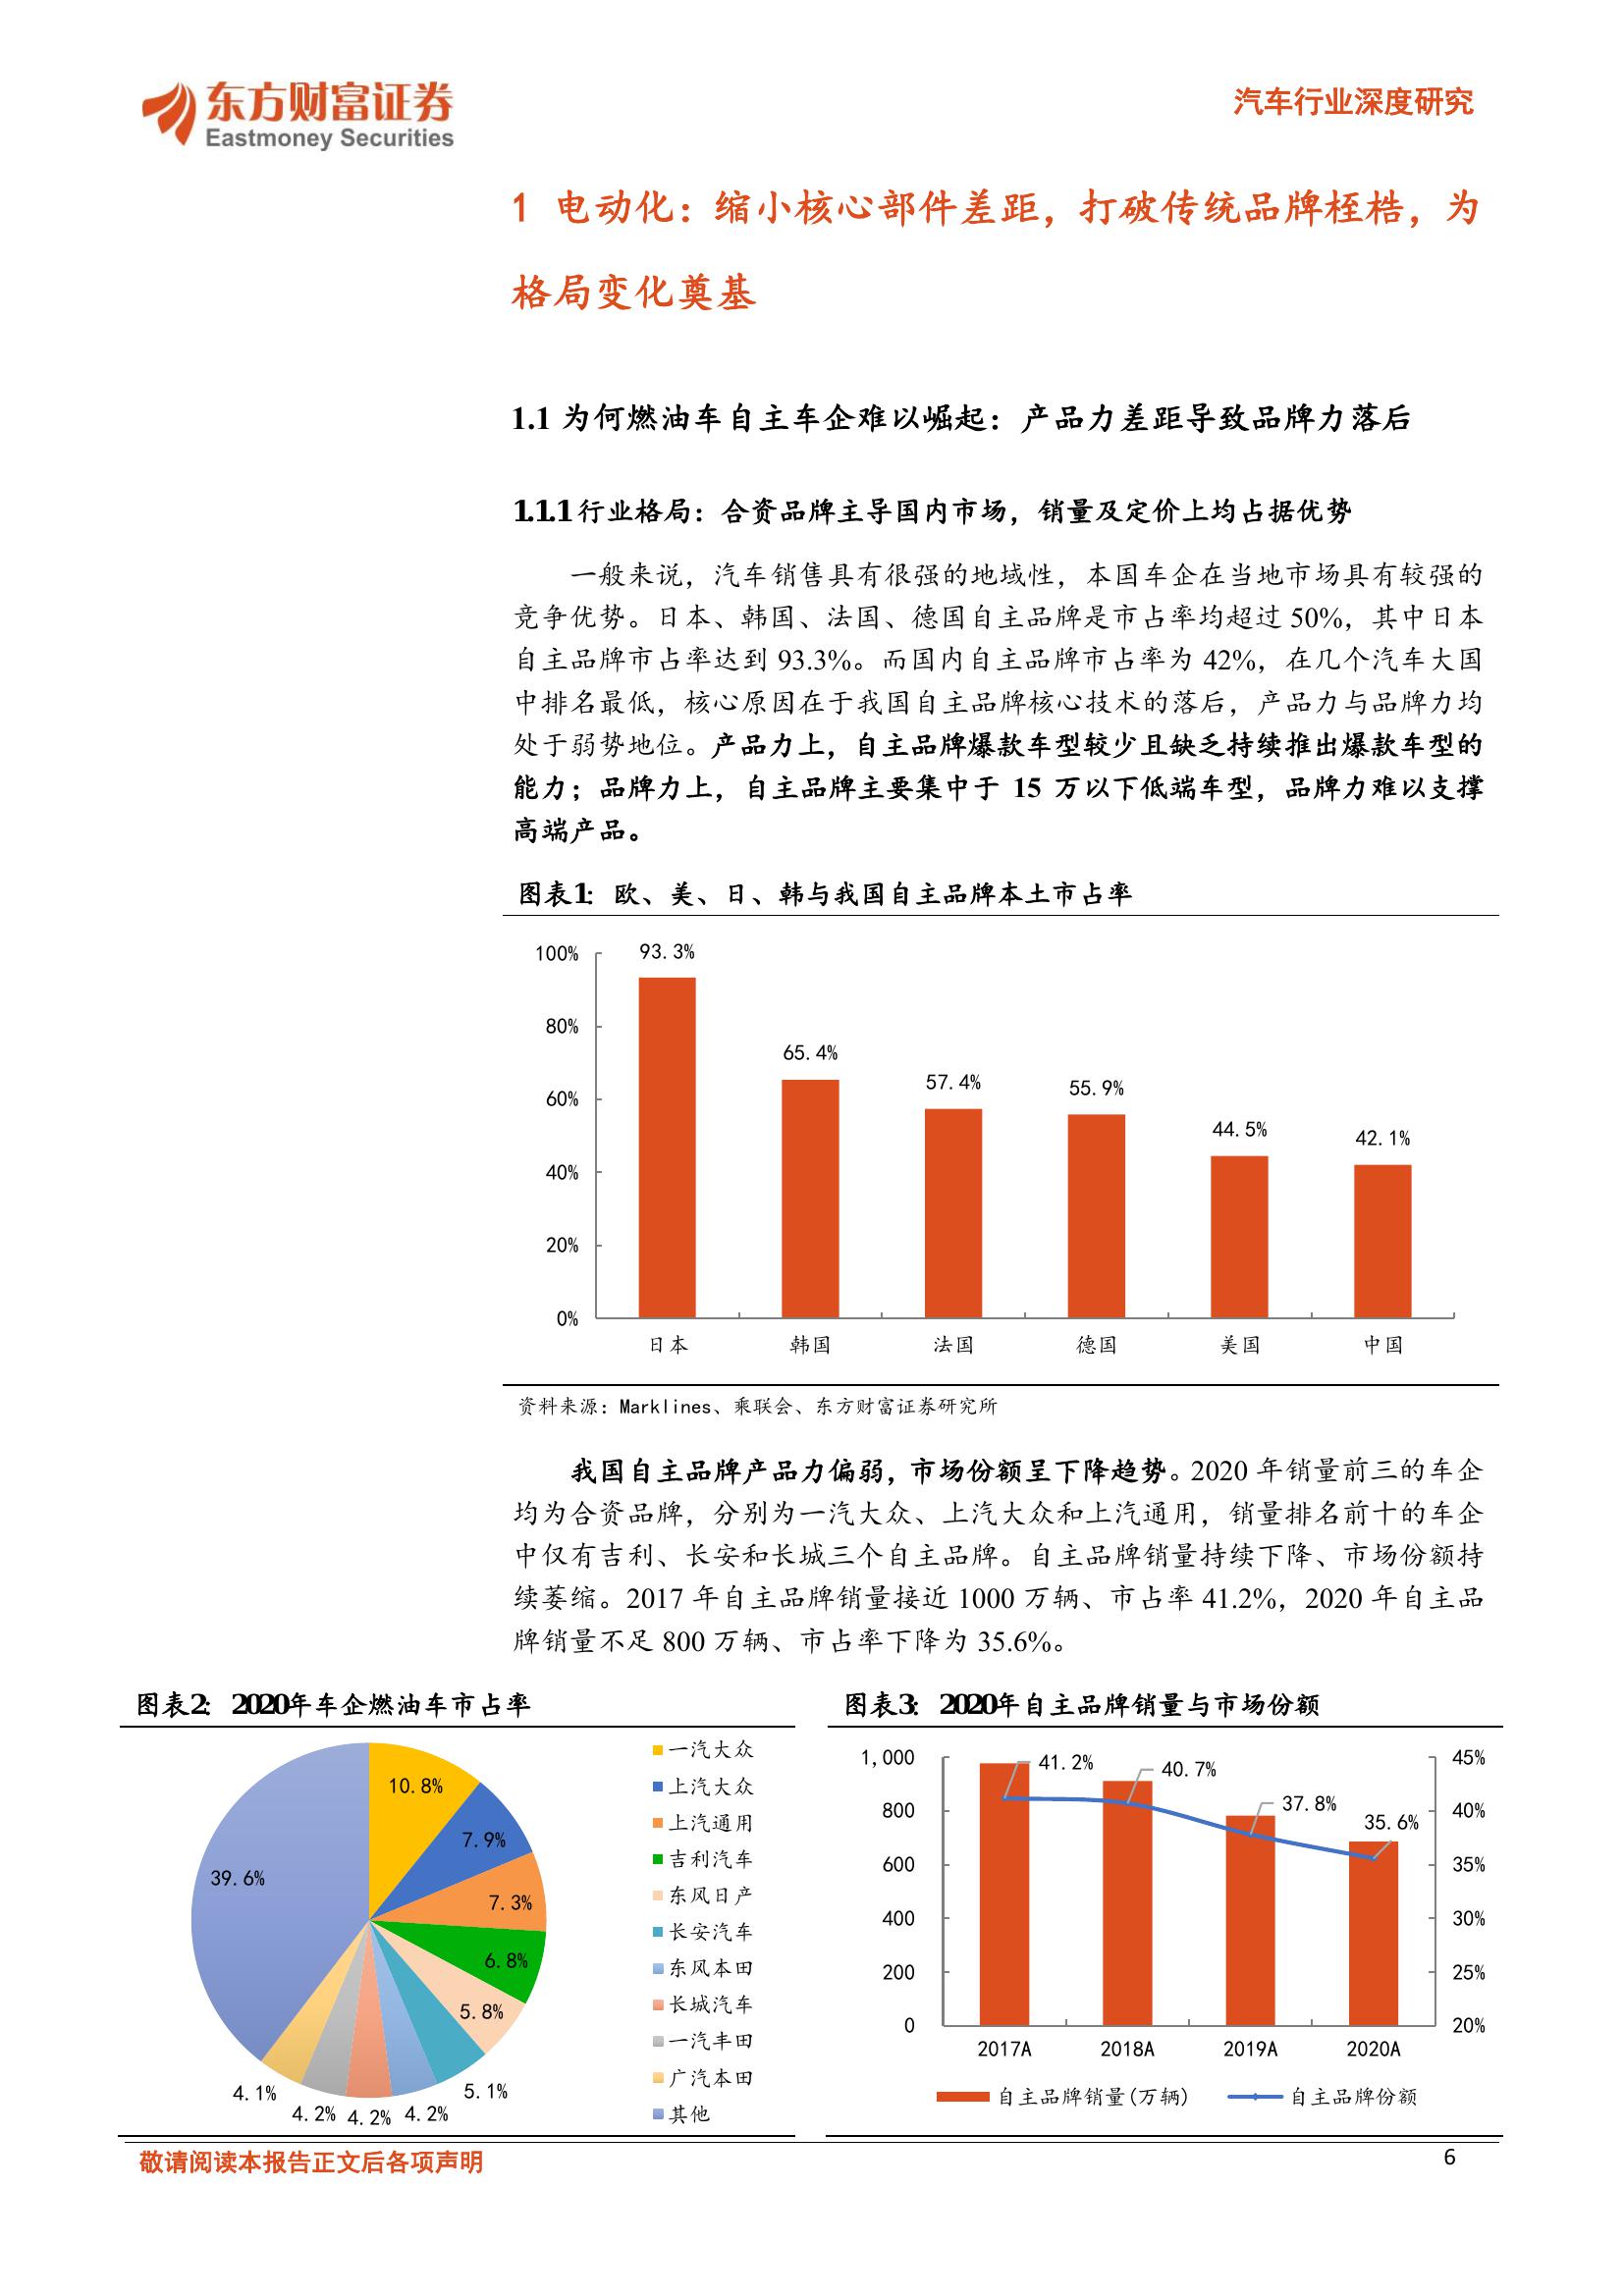 东方财富证券
Eastmoney Securities
汽车行业深度研究
1 电动化：缩小核心部件差距，打破传统品牌桎梏，为
格局变化奠基
1.1 为何燃油车自主车企难以崛起：产品力差距导致品牌力落后
1.1.1 行业格局：合资品牌主导国内市场，销量及定价上均占据优势
一般来说，汽车销售具有很强的地域性，本国车企在当地市场具有较强的
竞争优势。日本、韩国、法国、德国自主品牌是市占率均超过 50%，其中日本
自主品牌市占率达到 93.3%。而国内自主品牌市占率为 42%，在几个汽车大国
中排名最低，核心原因在于我国自主品牌核心技术的落后，产品力与品牌力均
处于弱势地位。产品力上，自主品牌爆款车型较少且缺乏持续推出爆款车型的
能力；品牌力上，自主品牌主要集中于 15 万以下低端车型，品牌力难以支撑
高端产品。
图表1： 欧、美、日、韩与我国自主品牌本土市占率
100%
80%
60%
40%
20%
0%
93.3%
65.4%
57.4%
55.9%
44.5%
42.1%
日本
韩国
法国
德国
美国
中国
资料来源：Marklines、乘联会、东方财富证券研究所
我国自主品牌产品力偏弱，市场份额呈下降趋势。2020 年销量前三的车企
均为合资品牌，分别为一汽大众、上汽大众和上汽通用，销量排名前十的车企
中仅有吉利、长安和长城三个自主品牌。自主品牌销量持续下降、市场份额持
续萎缩。2017 年自主品牌销量接近 1000 万辆、市占率 41.2%，2020 年自主品
牌销量不足 800 万辆、市占率下降为 35.6%。
图表2： 2020年车企燃油车市占率
10.8%
7.9%
7.3%
6.8%
5.8%
5.1%
4.2%
4.2%
4.2%
4.1%
39.6%
一汽大众
上汽大众
上汽通用
吉利汽车
东风日产
长安汽车
东风本田
长城汽车
一汽丰田
广汽本田
其他
图表3： 2020年自主品牌销量与市场份额
1,000
800
600
400
200
0
41.2%
40.7%
37.8%
35.6%
45%
40%
35%
30%
25%
20%
2017A
2018A
2019A
2020A
自主品牌销量(万辆)
自主品牌份额
敬请阅读本报告正文后各项声明
6